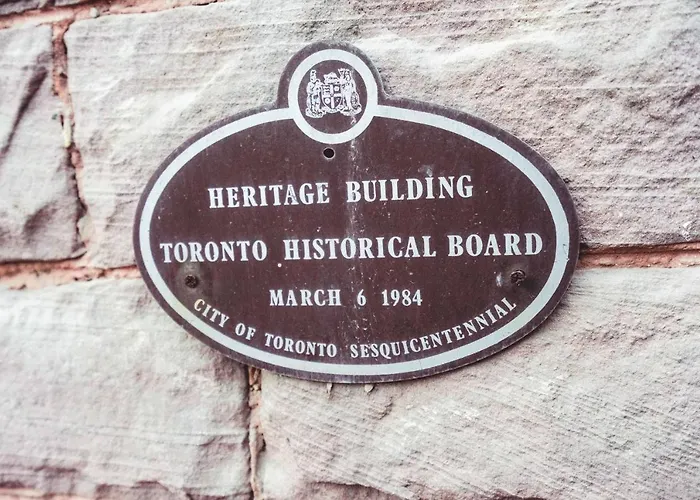 HERITAGE BUILDING
TORONTO HISTORICAL BOARD
MARCH 6 1984
CITY OF TORONTO SESQUICENTENNIAL